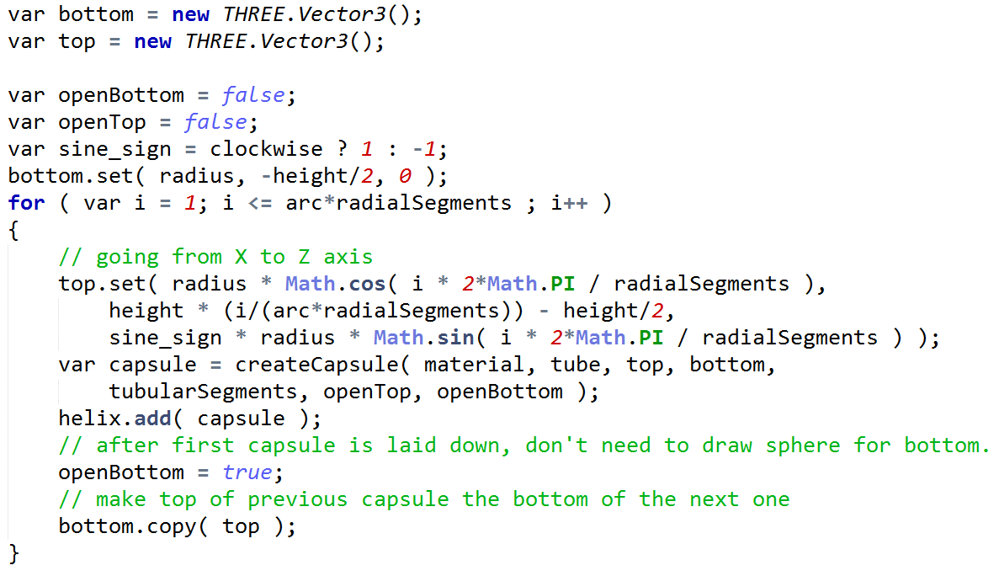 var bottom = new THREE.Vector3();
var top = new THREE.Vector3();

var openBottom = false;
var openTop = false;
var sine_sign = clockwise ? 1 : -1;
bottom.set( radius, -height/2, 0 );
for ( var i = 1; i <= arc*radialSegments ; i++ )
{
    // going from X to Z axis
    top.set( radius * Math.cos( i * 2*Math.PI / radialSegments ),
        height * (i/(arc*radialSegments)) - height/2,
        sine_sign * radius * Math.sin( i * 2*Math.PI / radialSegments ) );
    var capsule = createCapsule( material, tube, top, bottom,
        tubularSegments, openTop, openBottom );
    helix.add( capsule );
    // after first capsule is laid down, don't need to draw sphere for bottom.
    openBottom = true;
    // make top of previous capsule the bottom of the next one
    bottom.copy( top );
}